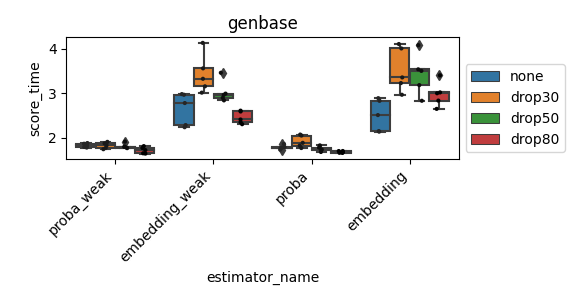 genbase
score_time
4
3
2
none
drop30
drop50
drop80
proba_weak
embedding_weak
proba
embedding
estimator_name